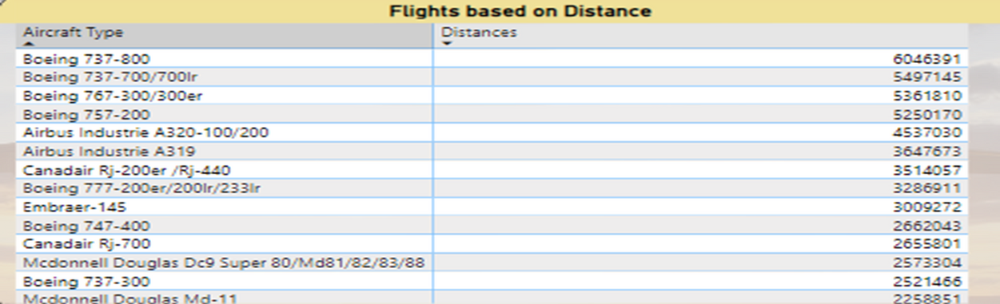 Flights based on Distance
Aircraft Type Distances
Boeing 737-800 6046391
Boeing 737-700/700lr 5497145
Boeing 767-300/300er 5361810
Boeing 757-200 5250170
Airbus Industrie A320-100/200 4537030
Airbus Industrie A319 3647673
Canadair Rj-200er /Rj-440 3514057
Boeing 777-200er/200lr/233lr 3286911
Embraer-145 3009272
Boeing 747-400 2662043
Canadair Rj-700 2655801
Mcdonnell Douglas Dc9 Super 80/Md81/82/83/88 2573304
Boeing 737-300 2521466
Mcdonnell Douglas Md-11 2258851